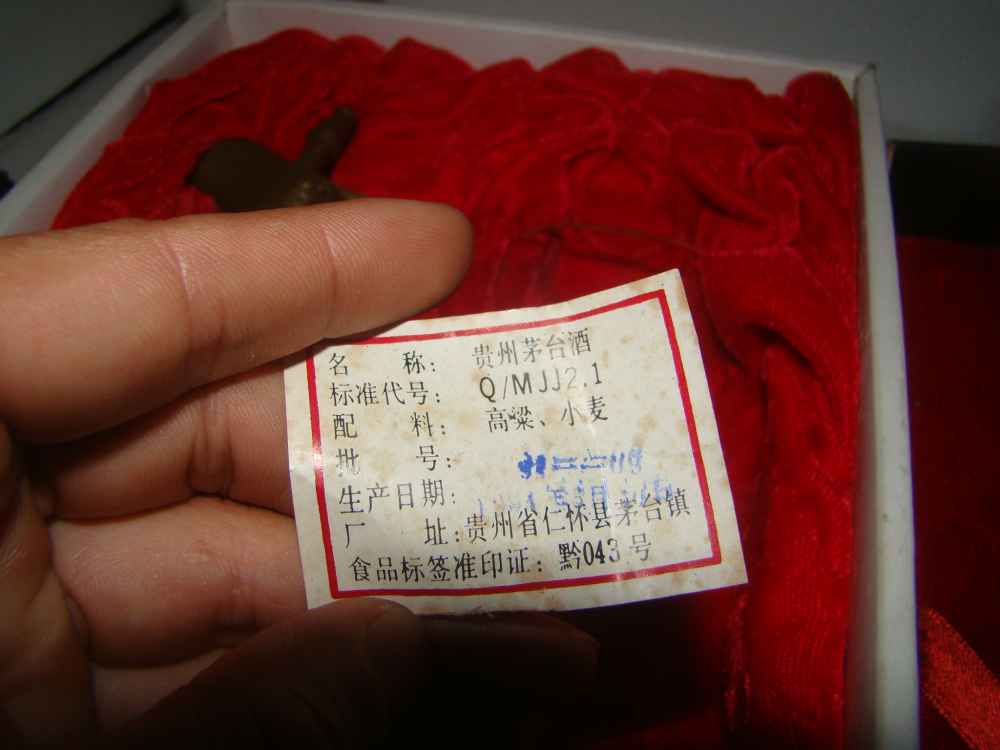 名 称: 贵州茅台酒
标准代号: Q/MJJ2.1
配 料: 高粱、小麦
批 号:
生产日期:
厂 址:贵州省仁怀县茅台镇
食品标签准印证: 黔043号